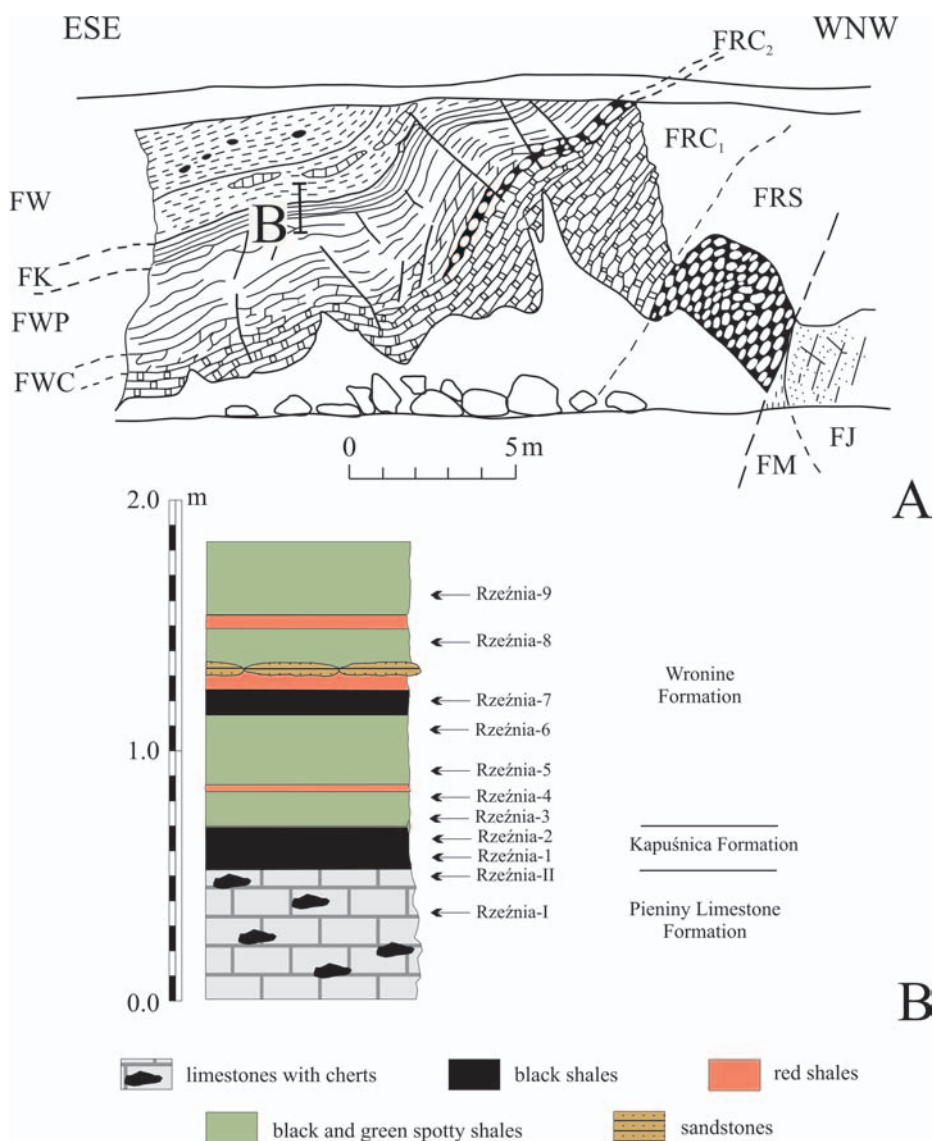 ESE
WNW
FRC2
FRC1
FRS
FW
B
FK
FWP
FWC
0 5 m
FM
FJ
A
2.0 m
Rzeźnia-9
Rzeźnia-8
Rzeźnia-7
Rzeźnia-6
1.0
Rzeźnia-5
Rzeźnia-4
Rzeźnia-3
Rzeźnia-2
Rzeźnia-1
Rzeźnia-II
Rzeźnia-I
0.0
Wronine
Formation
Kapuśnica Formation
Pieniny Limestone
Formation
B
limestones with cherts
black shales
red shales
black and green spotty shales
sandstones